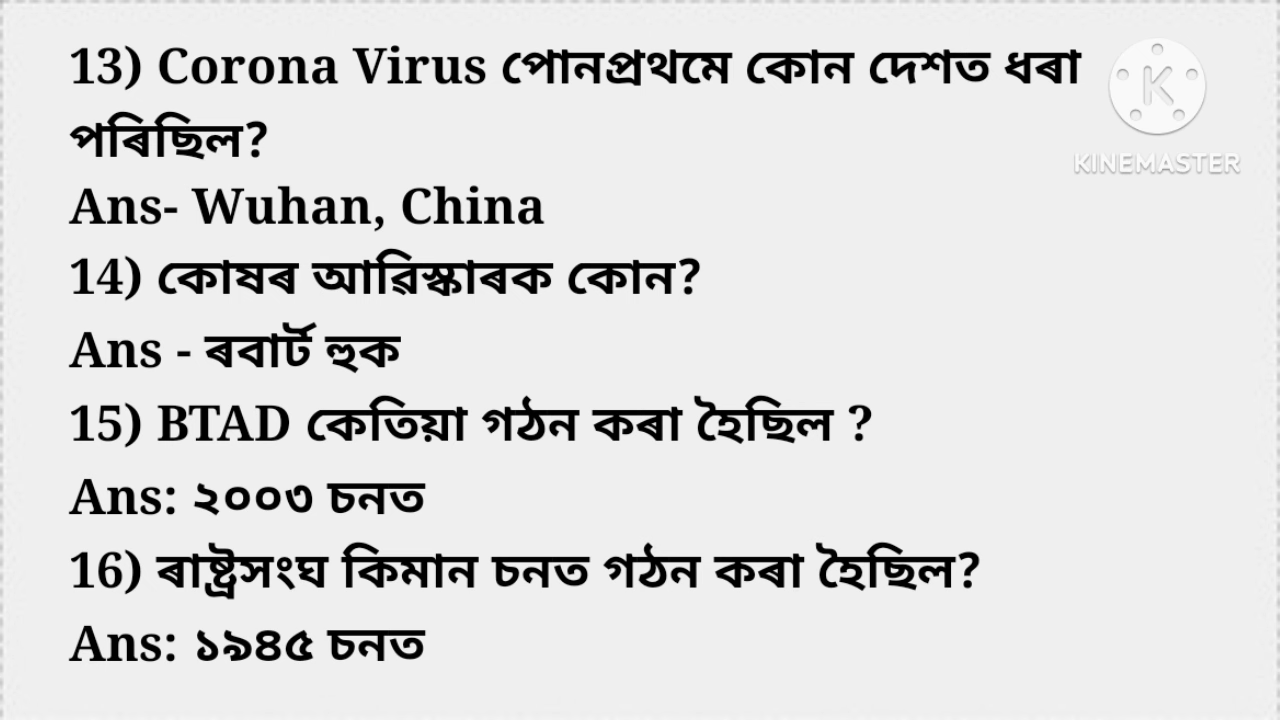 13) Corona Virus পোনপ্ৰথমে কোন দেশত ধৰা
পৰিছিল?
Ans- Wuhan, China
14) কোষৰ আৱিস্কাৰক কোন?
Ans - ৰবাৰ্ট হুক
15) BTAD কেতিয়া গঠন কৰা হৈছিল ?
Ans: ২০০৩ চনত
16) ৰাষ্ট্ৰসংঘ কিমান চনত গঠন কৰা হৈছিল?
Ans: ১৯৪৫ চনত
K
KINEMASTER